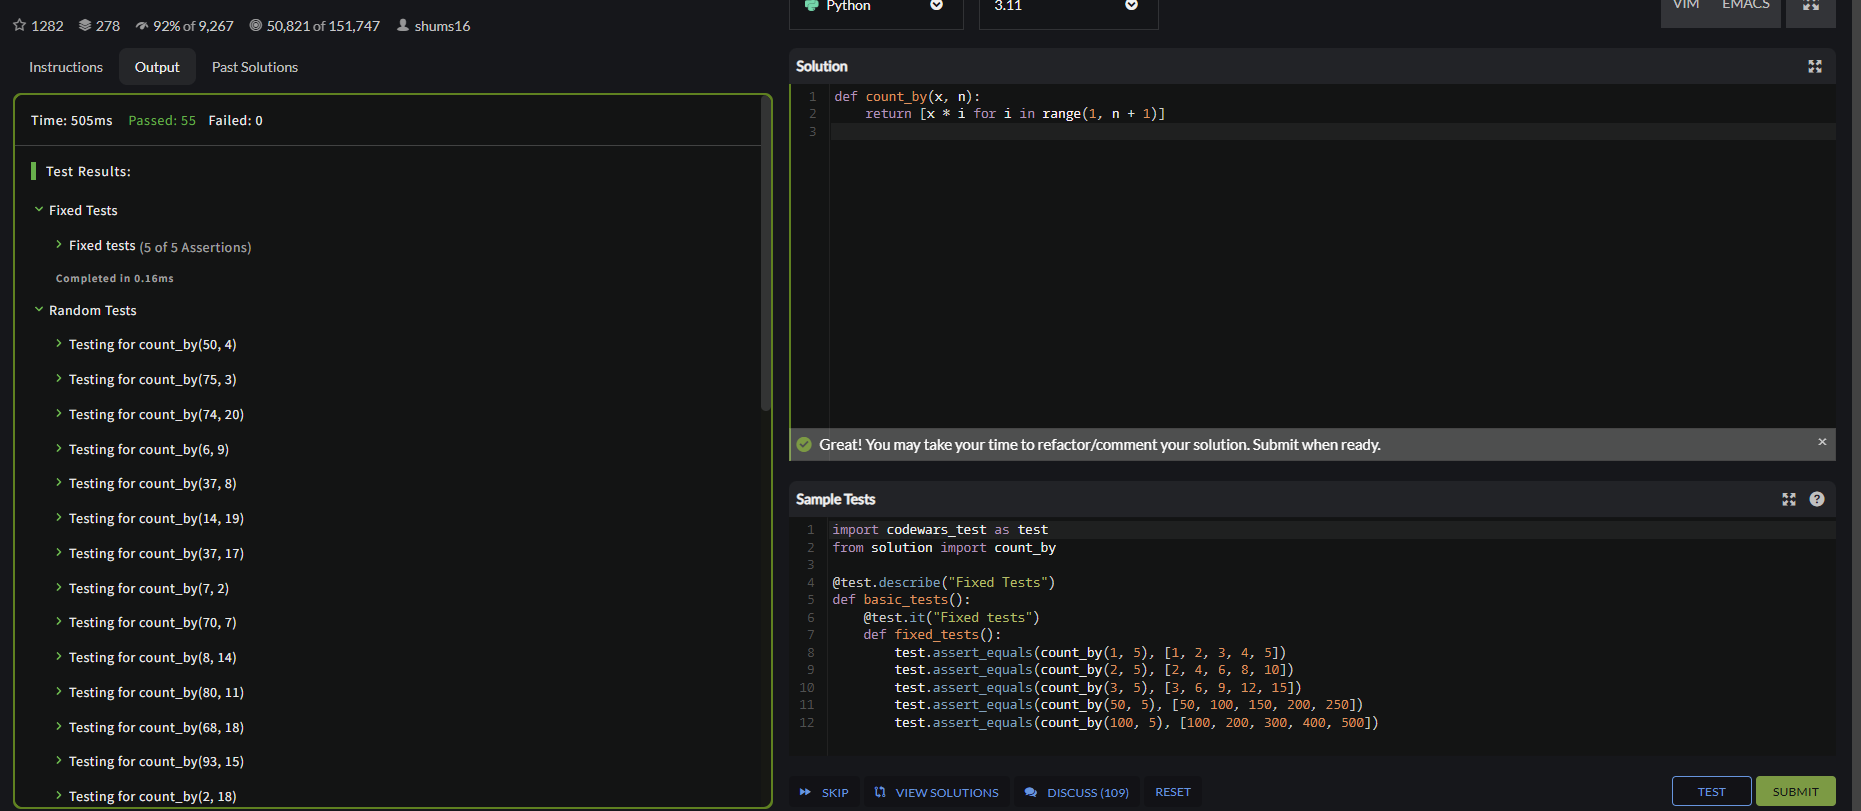 1282 278 92% of 9,267 50,821 of 151,747 shums16
Instructions Output Past Solutions
Time: 505ms Passed: 55 Failed: 0
Test Results:
Fixed Tests
Fixed tests (5 of 5 Assertions)
Completed in 0.16ms
Random Tests
Testing for count_by(50, 4)
Testing for count_by(75, 3)
Testing for count_by(74, 20)
Testing for count_by(6, 9)
Testing for count_by(37, 8)
Testing for count_by(14, 19)
Testing for count_by(37, 17)
Testing for count_by(7, 2)
Testing for count_by(70, 7)
Testing for count_by(8, 14)
Testing for count_by(80, 11)
Testing for count_by(68, 18)
Testing for count_by(93, 15)
Testing for count_by(2, 18)
Python 3.11 VIM EMACS
Solution
1 def count_by(x, n):
2     return [x * i for i in range(1, n + 1)]
3
Great! You may take your time to refactor/comment your solution. Submit when ready. ×
Sample Tests ?
1 import codewars_test as test
2 from solution import count_by
3
4 @test.describe("Fixed Tests")
5 def basic_tests():
6     @test.it("Fixed tests")
7     def fixed_tests():
8         test.assert_equals(count_by(1, 5), [1, 2, 3, 4, 5])
9         test.assert_equals(count_by(2, 5), [2, 4, 6, 8, 10])
10         test.assert_equals(count_by(3, 5), [3, 6, 9, 12, 15])
11         test.assert_equals(count_by(50, 5), [50, 100, 150, 200, 250])
12         test.assert_equals(count_by(100, 5), [100, 200, 300, 400, 500])
SKIP VIEW SOLUTIONS DISCUSS (109) RESET TEST SUBMIT